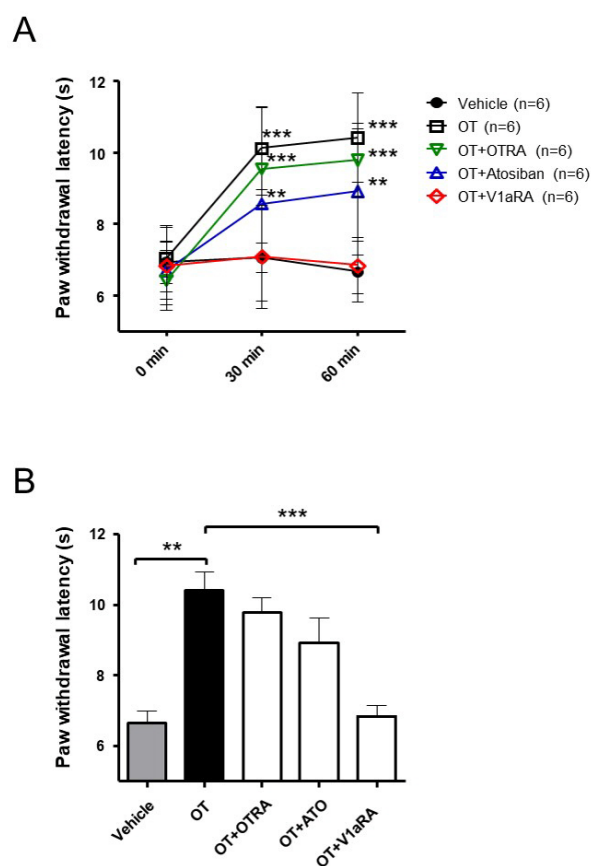 A
Paw withdrawal latency (s)
12
10
8
6
***
***
***
***
**
**
0 min
30 min
60 min
Vehicle (n=6)
OT (n=6)
OT+OTRA (n=6)
OT+Atosiban (n=6)
OT+V1aRA (n=6)
B
Paw withdrawal latency (s)
12
10
8
6
***
**
Vehicle
OT
OT+OTRA
OT+ATO
OT+V1aRA